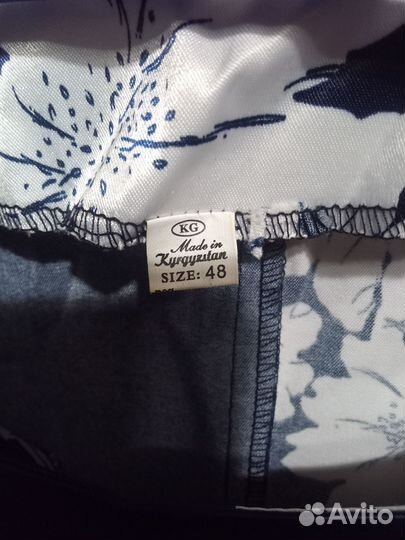 KG
Made in
Kyrgyzstan
SIZE: 48
Avito